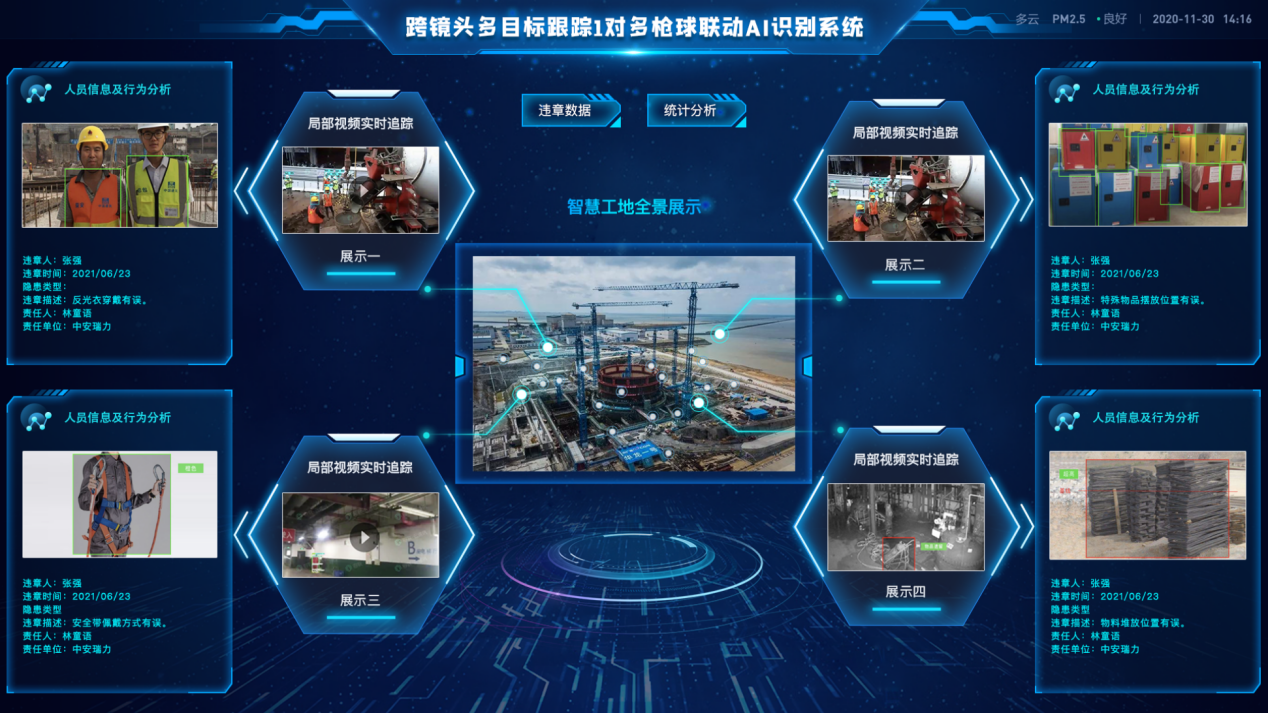 跨镜头多目标跟踪1对多枪球联动AI识别系统
多云 PM2.5 良好 | 2020-11-30 14:16
人员信息及行为分析
违章人: 张强
违章时间: 2021/06/23
隐患类型:
违章描述: 反光衣穿戴有误。
责任人: 林童语
责任单位: 中安瑞力
局部视频实时追踪
展示一
违章数据
统计分析
智慧工地全景展示
局部视频实时追踪
展示二
人员信息及行为分析
违章人: 张强
违章时间: 2021/06/23
隐患类型:
违章描述: 特殊物品摆放位置有误。
责任人: 林童语
责任单位: 中安瑞力
人员信息及行为分析
违章人: 张强
违章时间: 2021/06/23
隐患类型
违章描述: 安全带佩戴方式有误。
责任人: 林童语
责任单位: 中安瑞力
局部视频实时追踪
B
展示三
局部视频实时追踪
展示四
人员信息及行为分析
违章人: 张强
违章时间: 2021/06/23
隐患类型
违章描述: 物料堆放位置有误。
责任人: 林童语
责任单位: 中安瑞力